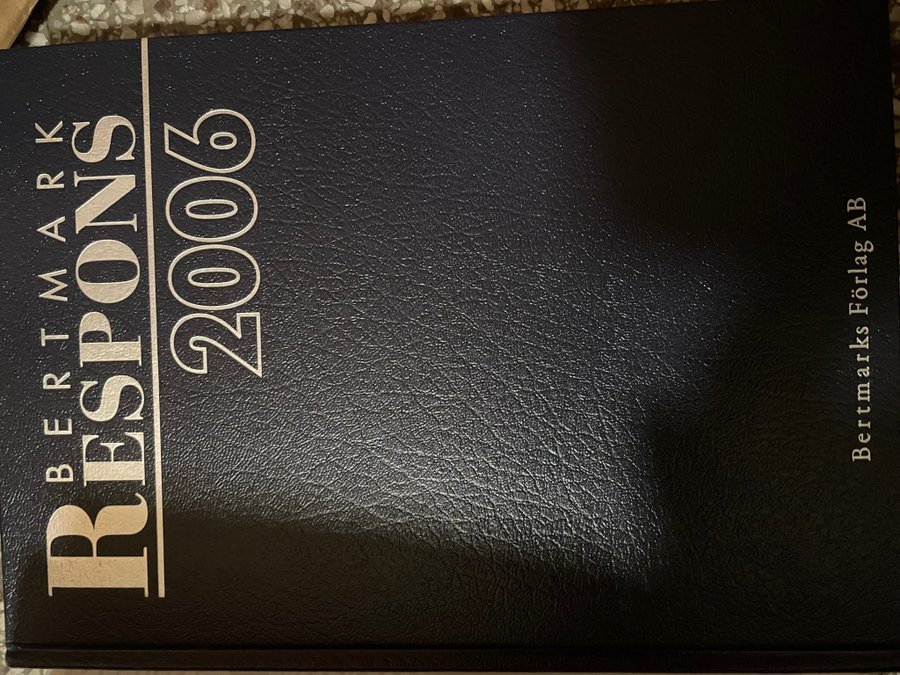 BERTMARK
RESPONS
2006
Bertmarks Förlag AB